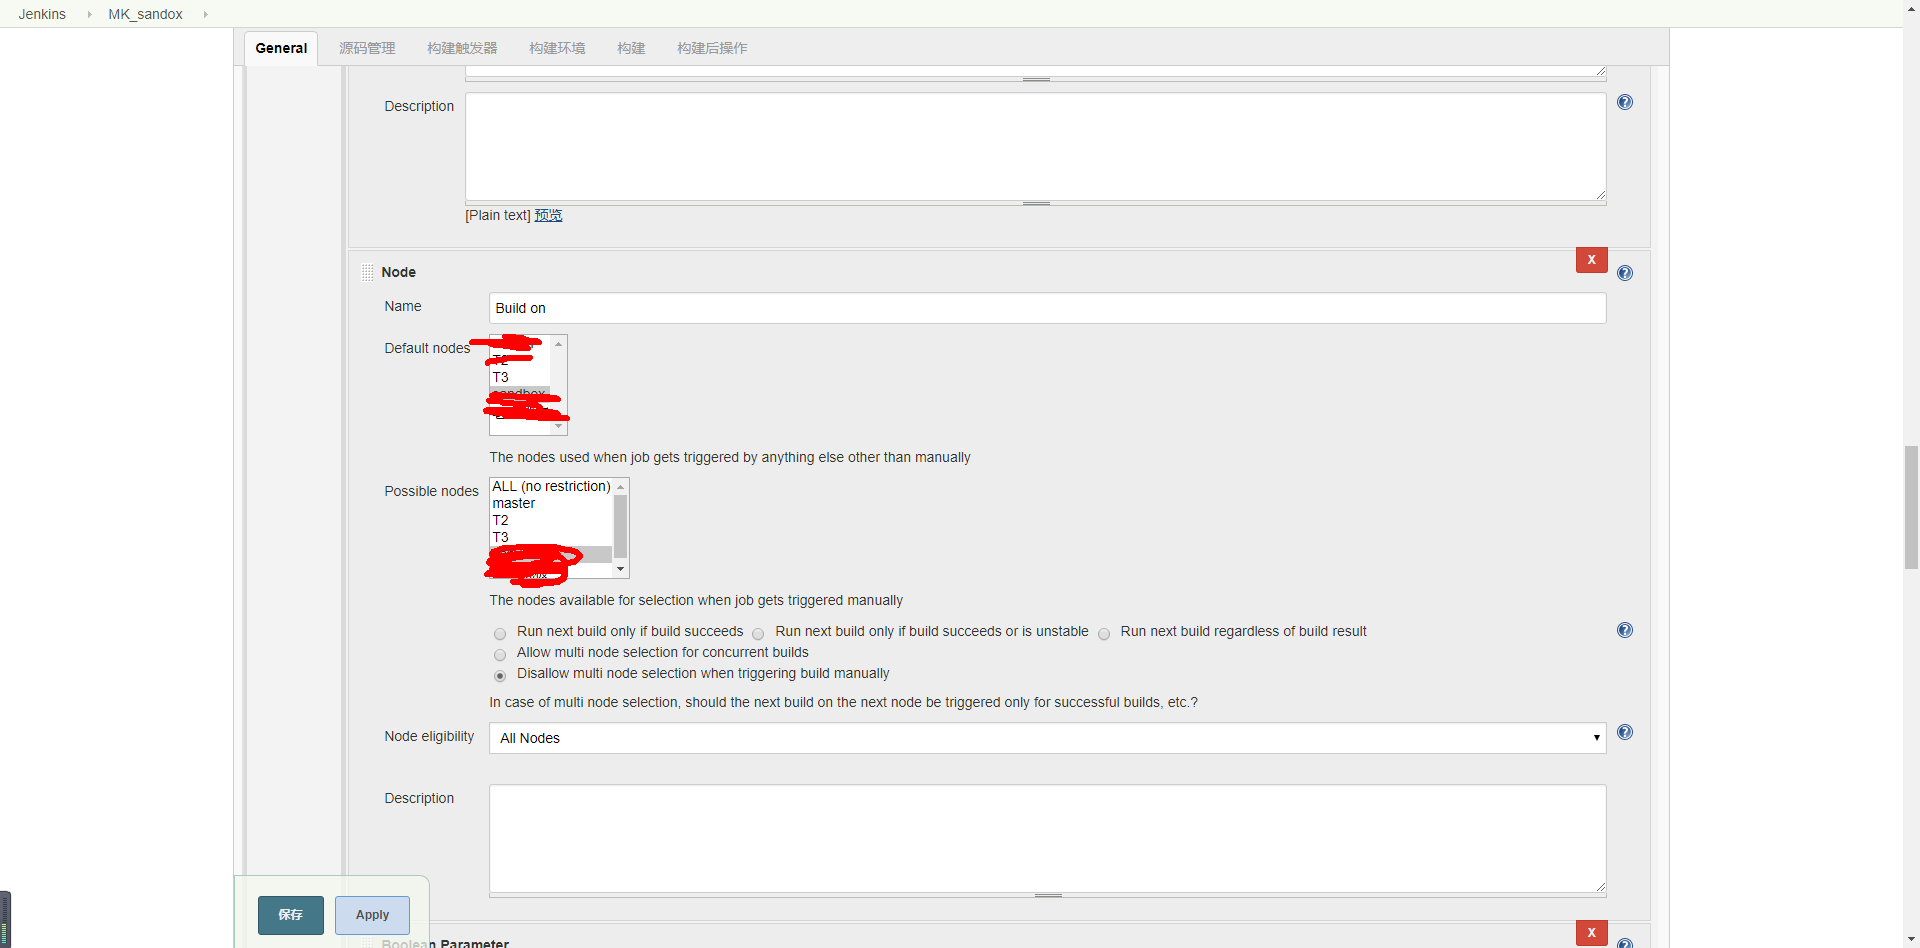 Jenkins MK_sandox
General 源码管理 构建触发器 构建环境 构建 构建后操作
Description
[Plain text] 预览
Node
X
Name
Build on
Default nodes
T2
T3
sandbox
The nodes used when job gets triggered by anything else other than manually
Possible nodes
ALL (no restriction)
master
T2
T3
The nodes available for selection when job gets triggered manually
Run next build only if build succeeds Run next build only if build succeeds or is unstable Run next build regardless of build result
Allow multi node selection for concurrent builds
Disallow multi node selection when triggering build manually
In case of multi node selection, should the next build on the next node be triggered only for successful builds, etc.?
Node eligibility
All Nodes
Description
保存 Apply
X
Boolean Parameter